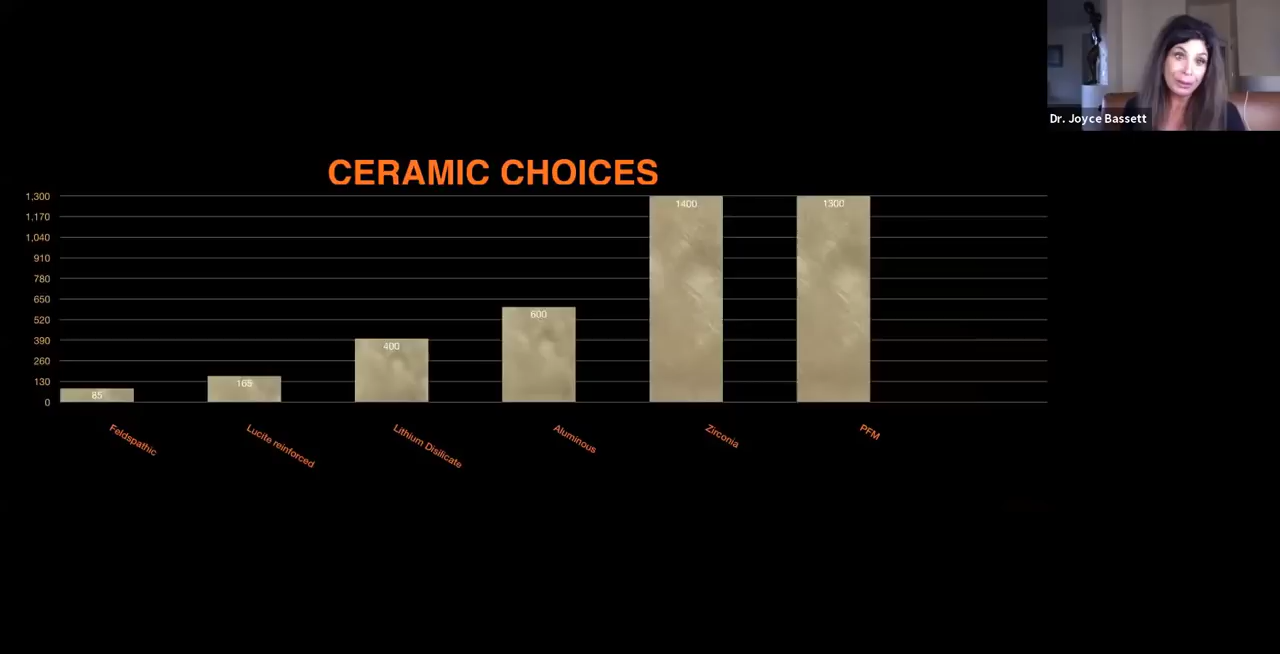 Dr. Joyce Bassett
CERAMIC CHOICES
1,300
1,170
1,040
910
780
650
520
390
260
130
0
85
165
400
600
1400
1300
Feldspathic
Lucite reinforced
Lithium Disilicate
Aluminous
Zirconia
PFM